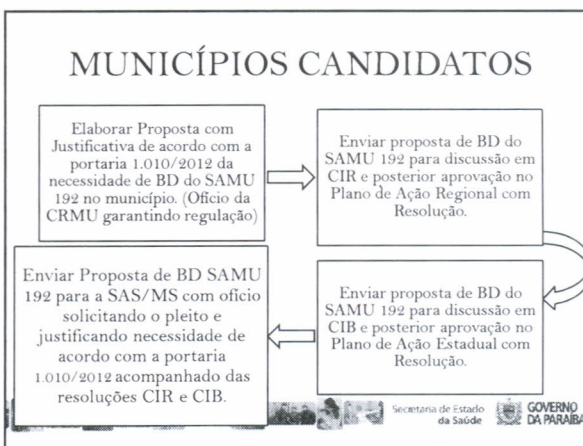 MUNICÍPIOS CANDIDATOS
Elaborar Proposta com
Justificativa de acordo com a
portaria 1.010/2012 da
necessidade de BD do SAMU
192 no município. (Ofício da
CRMU garantindo regulação)
Enviar proposta de BD do
SAMU 192 para discussão em
CIR e posterior aprovação no
Plano de Ação Regional com
Resolução.
Enviar proposta de BD do
SAMU 192 para discussão em
CIB e posterior aprovação no
Plano de Ação Estadual com
Resolução.
Enviar Proposta de BD SAMU
192 para a SAS/MS com ofício
solicitando o pleito e
justificando necessidade de
acordo com a portaria
1.010/2012 acompanhado das
resoluções CIR e CIB.
Secretaria de Estado
da Saúde
GOVERNO
DA PARAÍBA